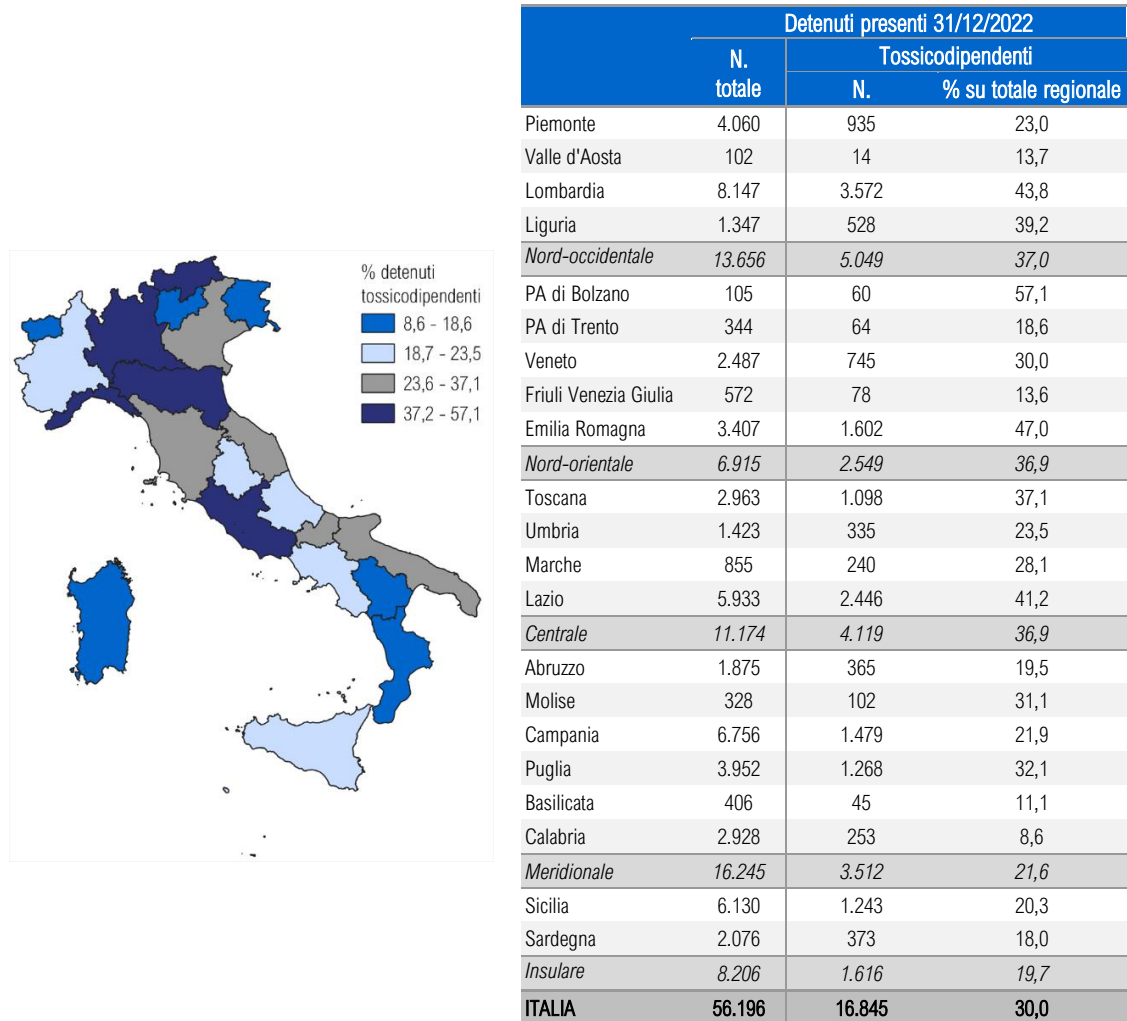 % detenuti
tossicodipendenti
8,6 - 18,6
18,7 - 23,5
23,6 - 37,1
37,2 - 57,1
Detenuti presenti 31/12/2022
N. totale Tossicodipendenti
N. % su totale regionale
Piemonte 4.060 935 23,0
Valle d'Aosta 102 14 13,7
Lombardia 8.147 3.572 43,8
Liguria 1.347 528 39,2
Nord-occidentale 13.656 5.049 37,0
PA di Bolzano 105 60 57,1
PA di Trento 344 64 18,6
Veneto 2.487 745 30,0
Friuli Venezia Giulia 572 78 13,6
Emilia Romagna 3.407 1.602 47,0
Nord-orientale 6.915 2.549 36,9
Toscana 2.963 1.098 37,1
Umbria 1.423 335 23,5
Marche 855 240 28,1
Lazio 5.933 2.446 41,2
Centrale 11.174 4.119 36,9
Abruzzo 1.875 365 19,5
Molise 328 102 31,1
Campania 6.756 1.479 21,9
Puglia 3.952 1.268 32,1
Basilicata 406 45 11,1
Calabria 2.928 253 8,6
Meridionale 16.245 3.512 21,6
Sicilia 6.130 1.243 20,3
Sardegna 2.076 373 18,0
Insulare 8.206 1.616 19,7
ITALIA 56.196 16.845 30,0